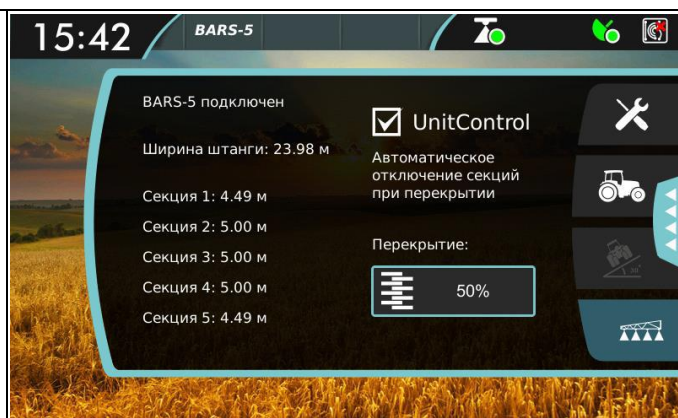 15:42
BARS-5
BARS-5 подключен
Ширина штанги: 23.98 м
Секция 1: 4.49 м
Секция 2: 5.00 м
Секция 3: 5.00 м
Секция 4: 5.00 м
Секция 5: 4.49 м
UnitControl
Автоматическое
отключение секций
при перекрытии
Перекрытие:
50%